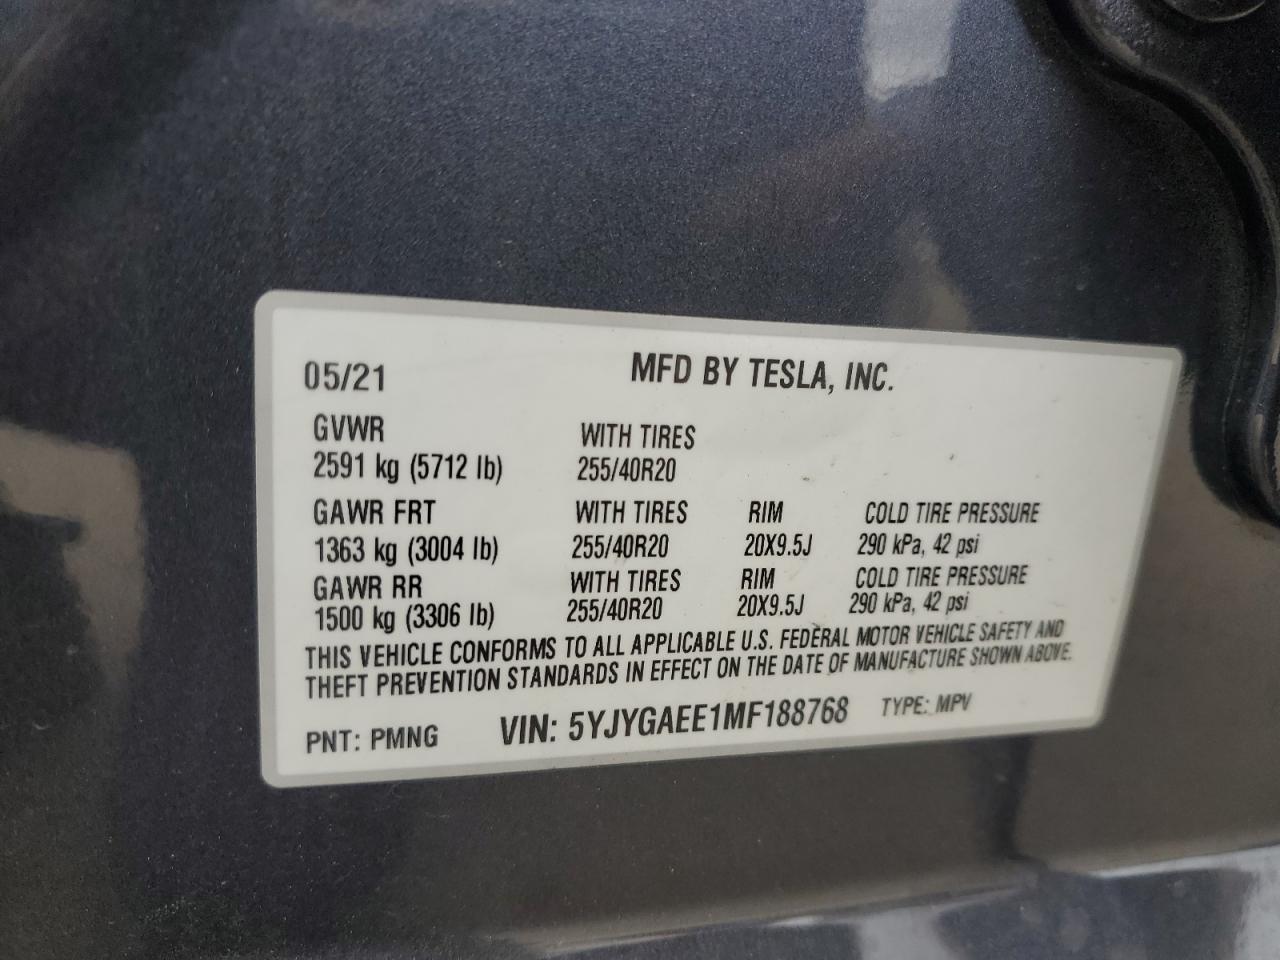 05/21 MFD BY TESLA, INC.
GVWR WITH TIRES
2591 kg (5712 lb) 255/40R20
GAWR FRT WITH TIRES RIM COLD TIRE PRESSURE
1363 kg (3004 lb) 255/40R20 20X9.5J 290 kPa, 42 psi
GAWR RR WITH TIRES RIM COLD TIRE PRESSURE
1500 kg (3306 lb) 255/40R20 20X9.5J 290 kPa, 42 psi
THIS VEHICLE CONFORMS TO ALL APPLICABLE U.S. FEDERAL MOTOR VEHICLE SAFETY AND
THEFT PREVENTION STANDARDS IN EFFECT ON THE DATE OF MANUFACTURE SHOWN ABOVE.
PNT: PMNG VIN: 5YJYGAEE1MF188768 TYPE: MPV